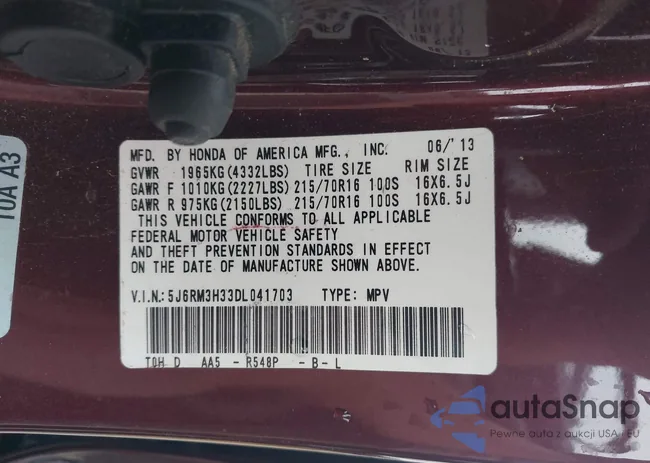 MFD. BY HONDA OF AMERICA MFG., INC. 06/'13
GVWR 1965KG(4332LBS) TIRE SIZE RIM SIZE
GAWR F 1010KG(2227LBS) 215/70R16 100S 16X6.5J
GAWR R 975KG(2150LBS) 215/70R16 100S 16X6.5J
THIS VEHICLE CONFORMS TO ALL APPLICABLE
FEDERAL MOTOR VEHICLE SAFETY
AND THEFT PREVENTION STANDARDS IN EFFECT
ON THE DATE OF MANUFACTURE SHOWN ABOVE.
V.I.N.:5J6RM3H33DL041703 TYPE: MPV
T0H D AA5 - R548P - B - L
10A A3
autaSnap
Pewne auta z aukcji USA i EU